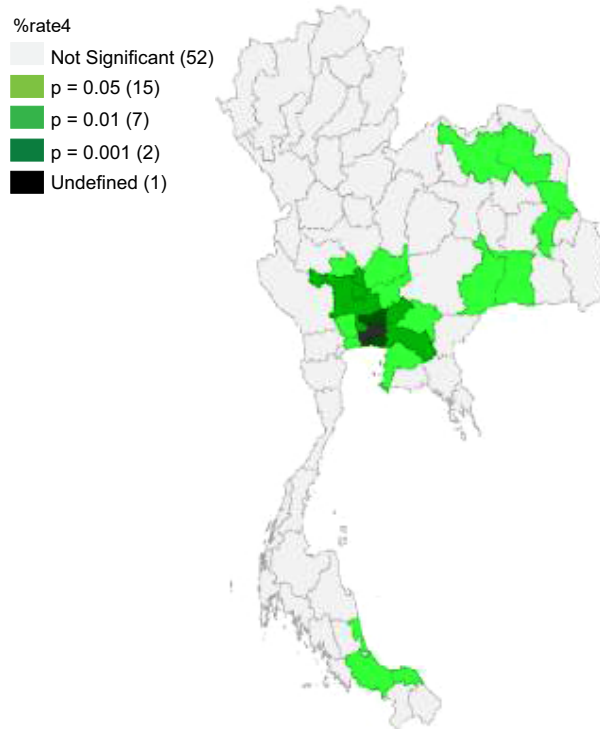 %rate4
Not Significant (52)
p = 0.05 (15)
p = 0.01 (7)
p = 0.001 (2)
Undefined (1)